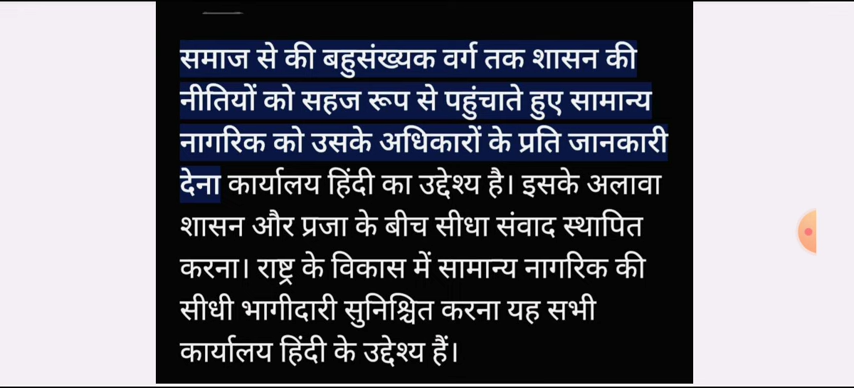 समाज से की बहुसंख्यक वर्ग तक शासन की
नीतियों को सहज रूप से पहुंचाते हुए सामान्य
नागरिक को उसके अधिकारों के प्रति जानकारी
देना कार्यालय हिंदी का उद्देश्य है। इसके अलावा
शासन और प्रजा के बीच सीधा संवाद स्थापित
करना। राष्ट्र के विकास में सामान्य नागरिक की
सीधी भागीदारी सुनिश्चित करना यह सभी
कार्यालय हिंदी के उद्देश्य हैं।